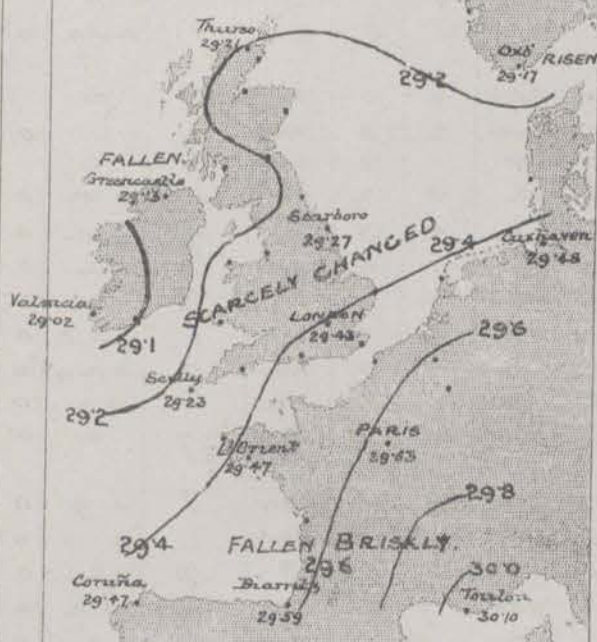 Thurso
29·21
Oxö
29·17
RISEN
29·2
FALLEN.
Greencastle
29·13
Scarboro
29·27
SCARCELY CHANGED
29·4
Cuxhaven
29·48
Valencia
29·02
LONDON
29·43
29·1
29·6
Scilly
29·23
29·2
L'Orient
29·47
PARIS
29·63
29·8
29·4
FALLEN BRISKLY.
29·6
30·0
Coruña
29·47
Biarritz
29·59
Toulon
30·10